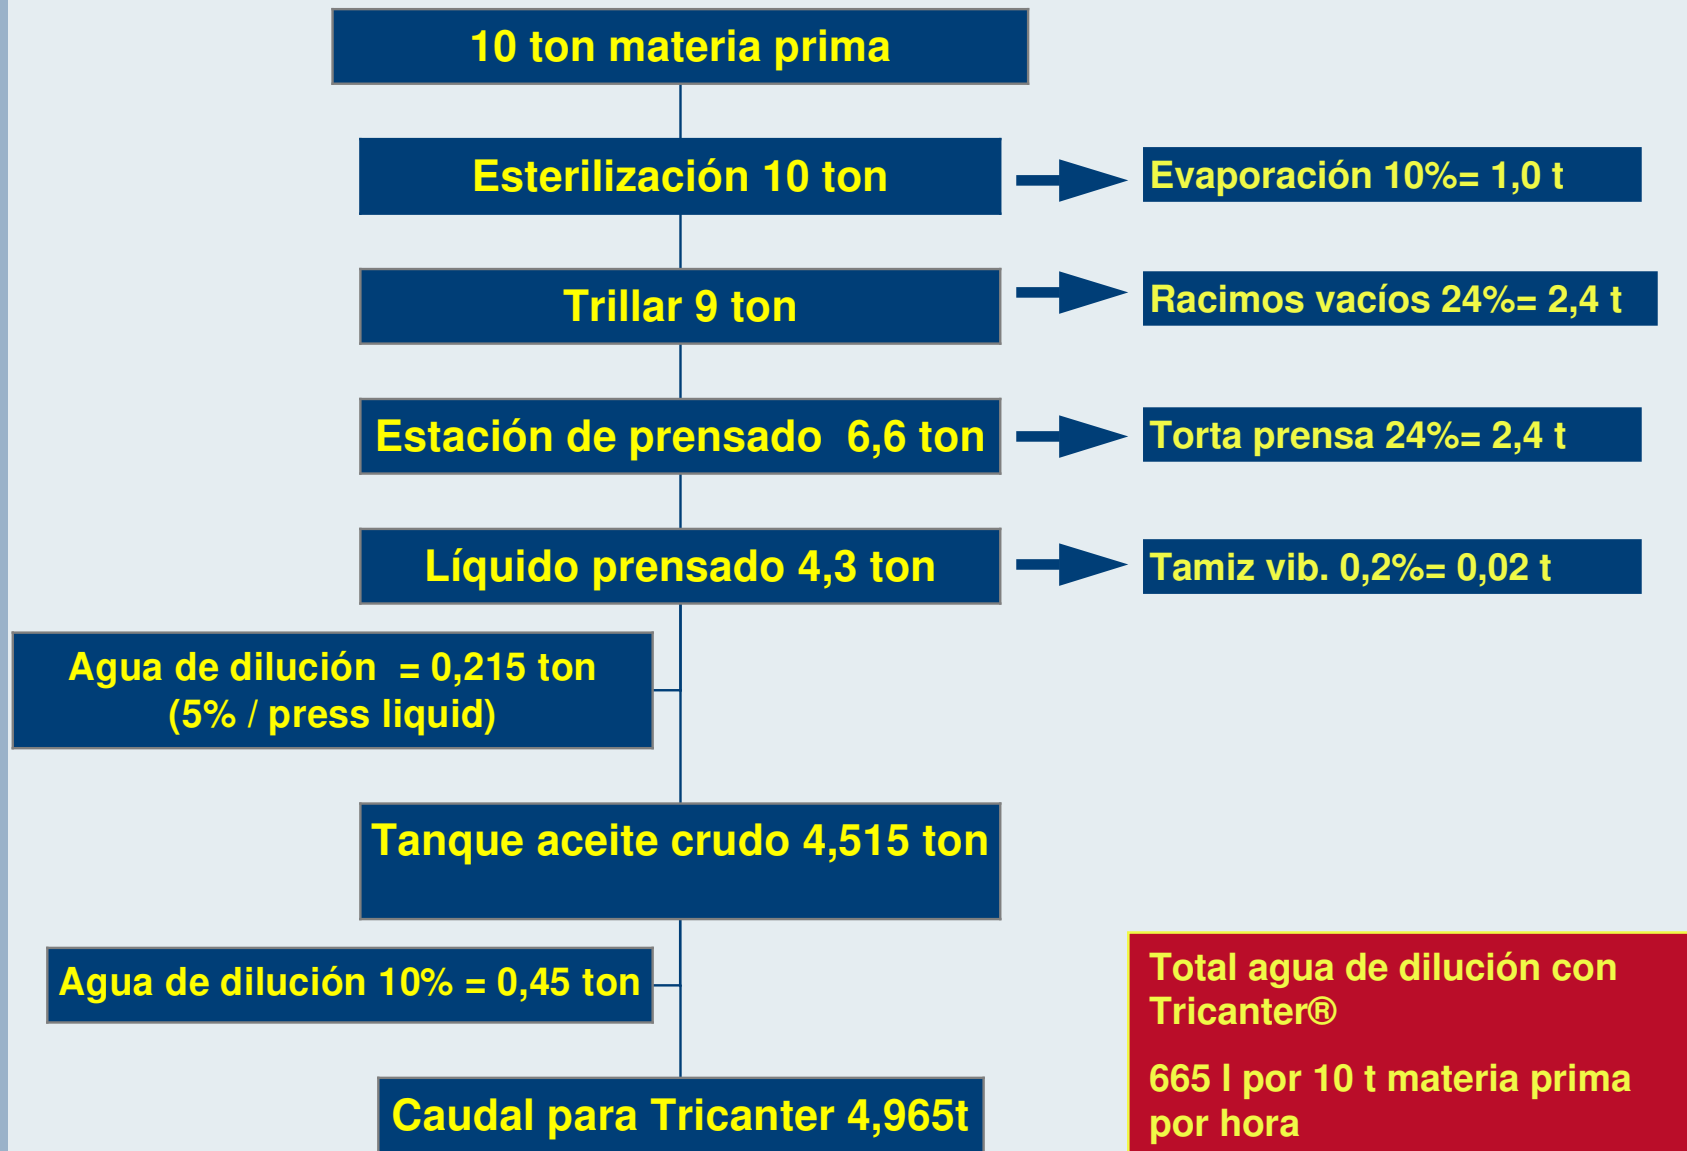 10 ton materia prima
Esterilización 10 ton
Evaporación 10%= 1,0 t
Trillar 9 ton
Racimos vacíos 24%= 2,4 t
Estación de prensado  6,6 ton
Torta prensa 24%= 2,4 t
Líquido prensado 4,3 ton
Tamiz vib. 0,2%= 0,02 t
Agua de dilución  = 0,215 ton
(5% / press liquid)
Tanque aceite crudo 4,515 ton
Agua de dilución 10% = 0,45 ton
Caudal para Tricanter 4,965t
Total agua de dilución con
Tricanter®
665 l por 10 t materia prima
por hora